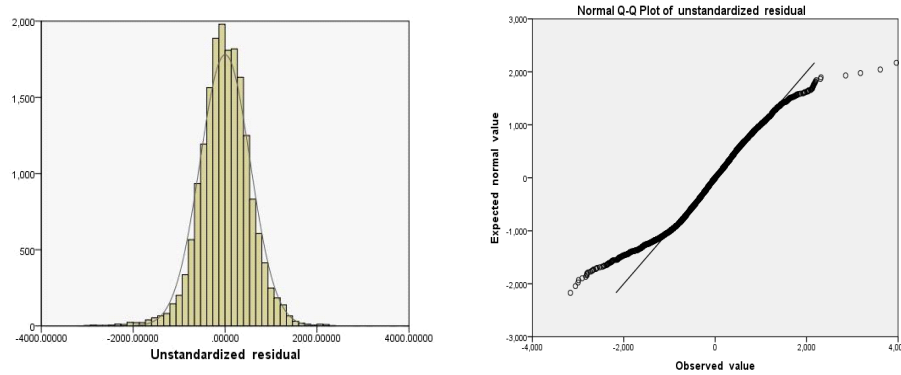 2,000
1,500
1,000
500
0
-4000.00000 -2000.00000 .00000 2000.00000 4000.00000
Unstandardized residual
Normal Q-Q Plot of unstandardized residual
3,000
2,000
1,000
0
-1,000
-2,000
-3,000
Expected normal value
-4,000 -2,000 0 2,000 4,00
Observed value